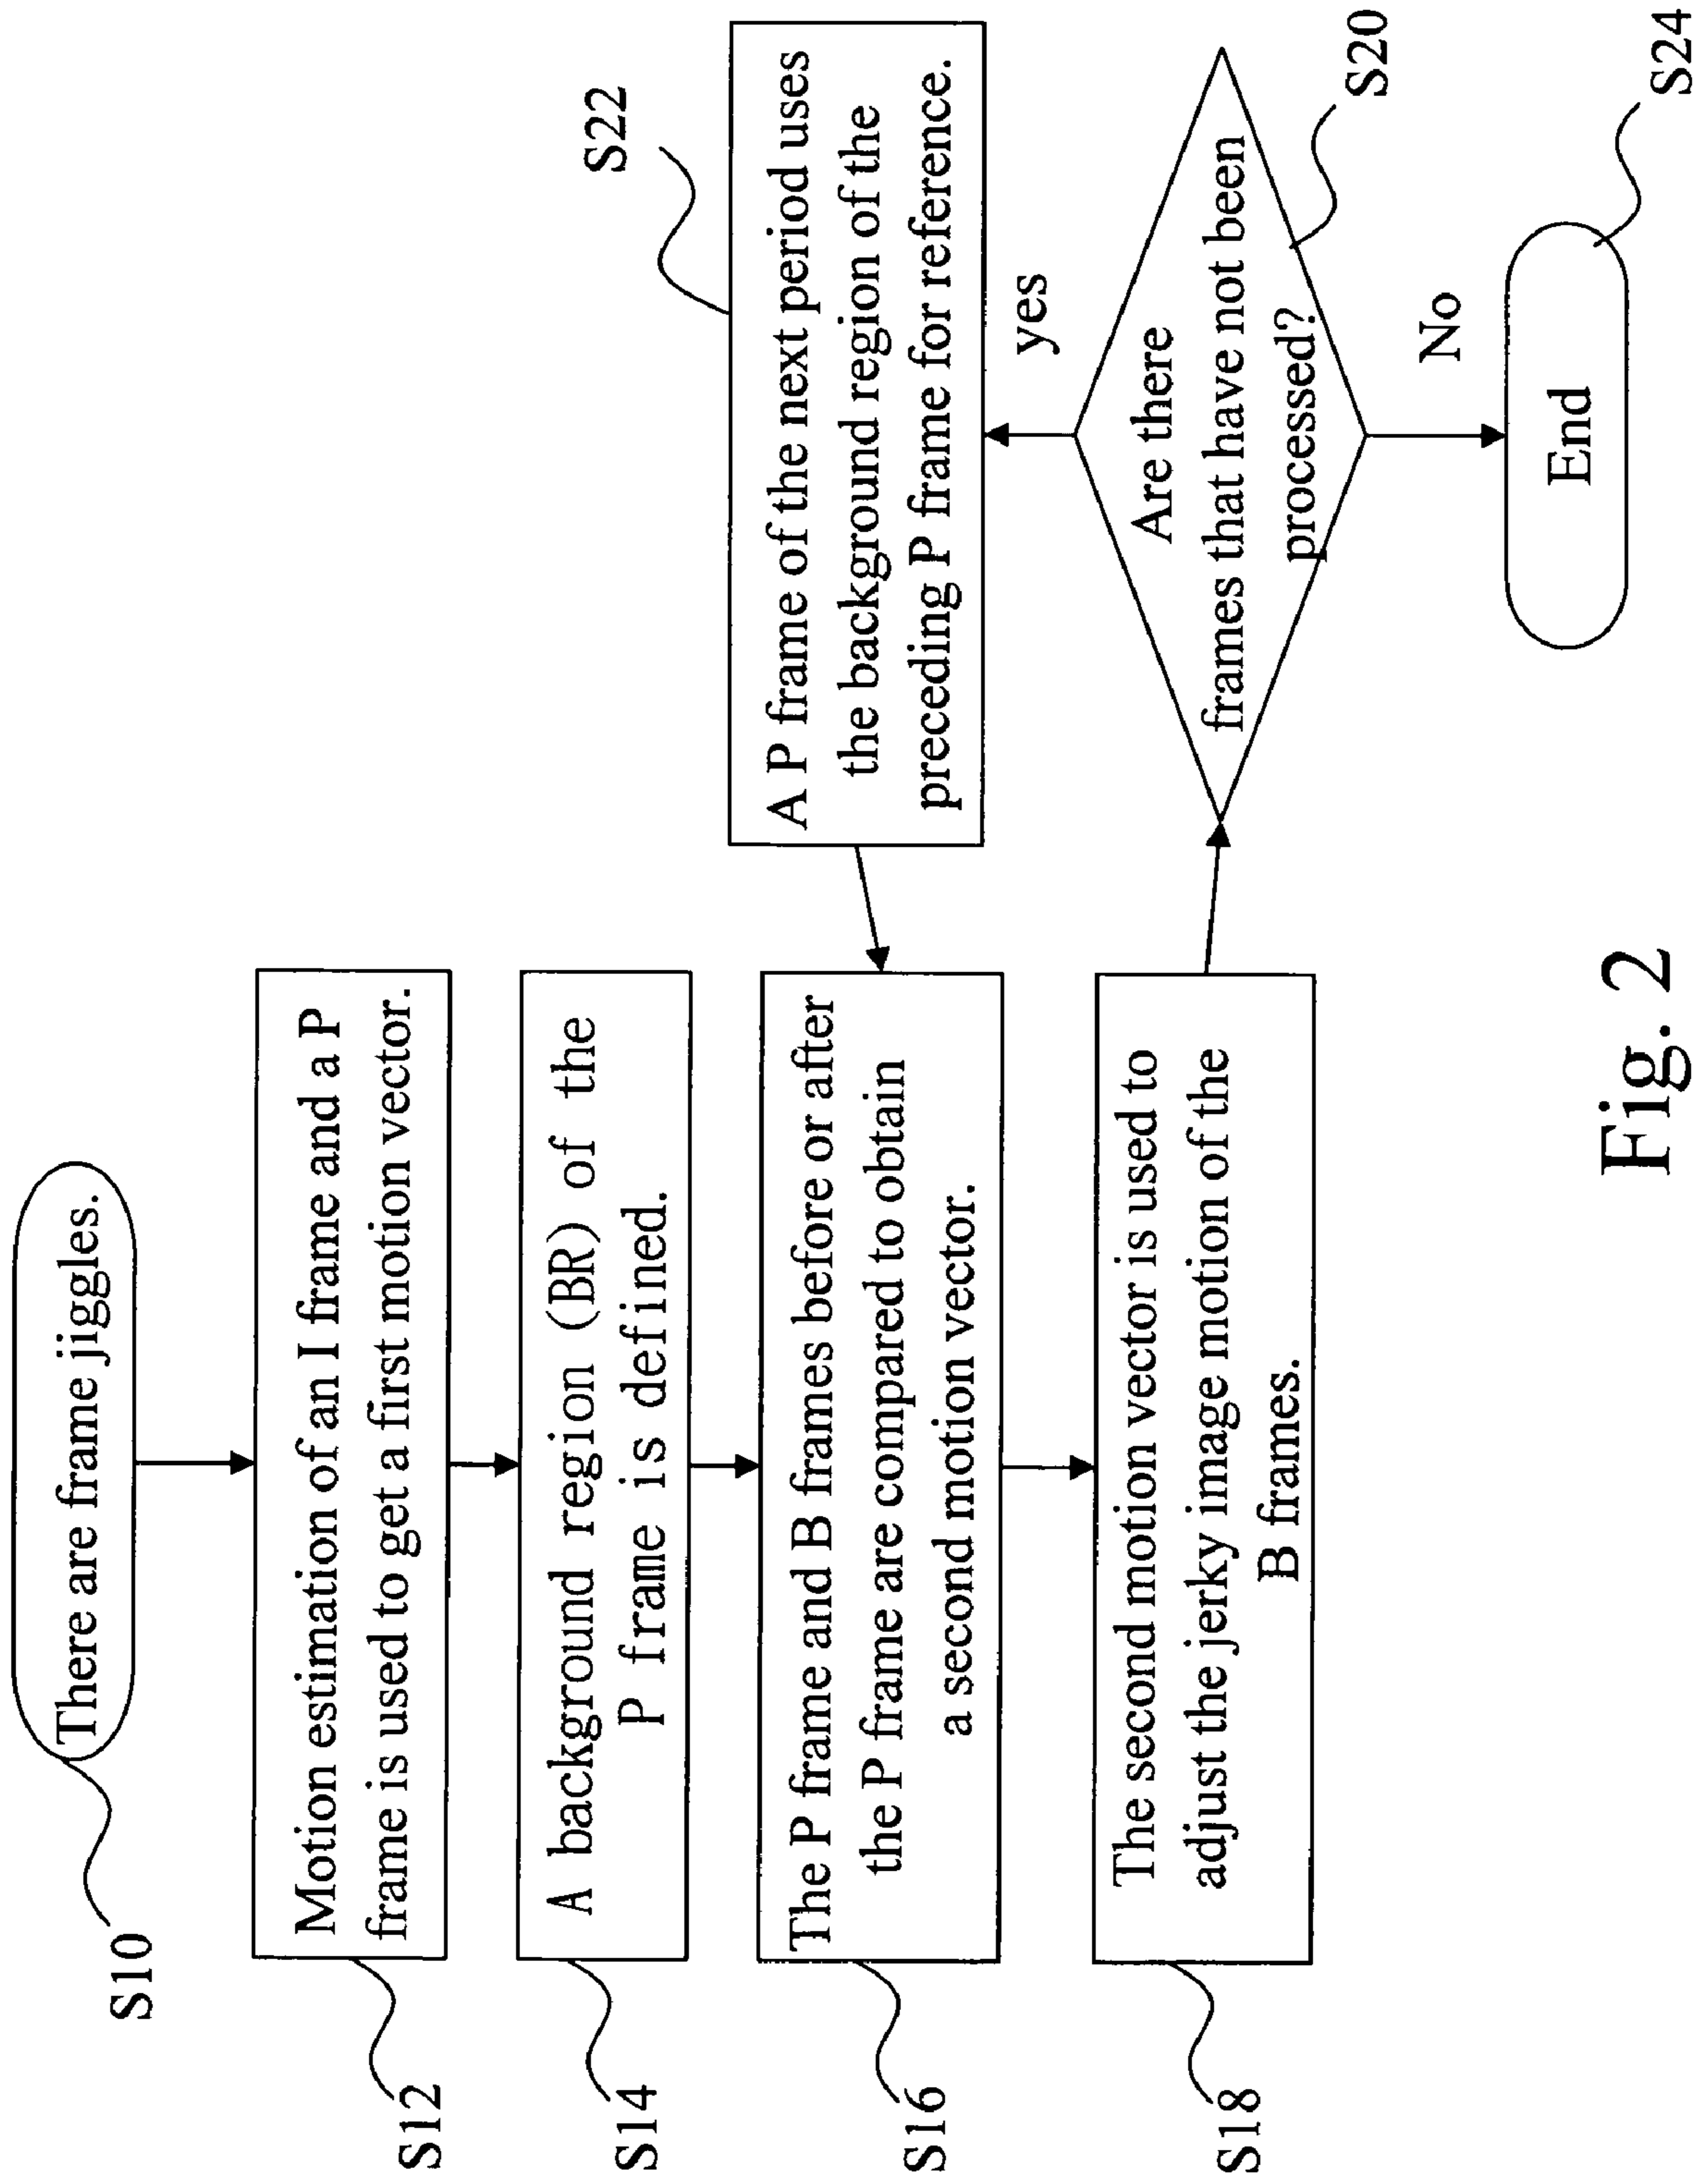 S10
There are frame jiggles.
S12
Motion estimation of an I frame and a P
frame is used to get a first motion vector.
S14
A background region (BR) of the
P frame is defined.
S16
The P frame and B frames before or after
the P frame are compared to obtain
a second motion vector.
S18
The second motion vector is used to
adjust the jerky image motion of the
B frames.
S22
A P frame of the next period uses
the background region of the
preceding P frame for reference.
yes
Are there
frames that have not been
processed?
S20
No
End
S24
Fig. 2